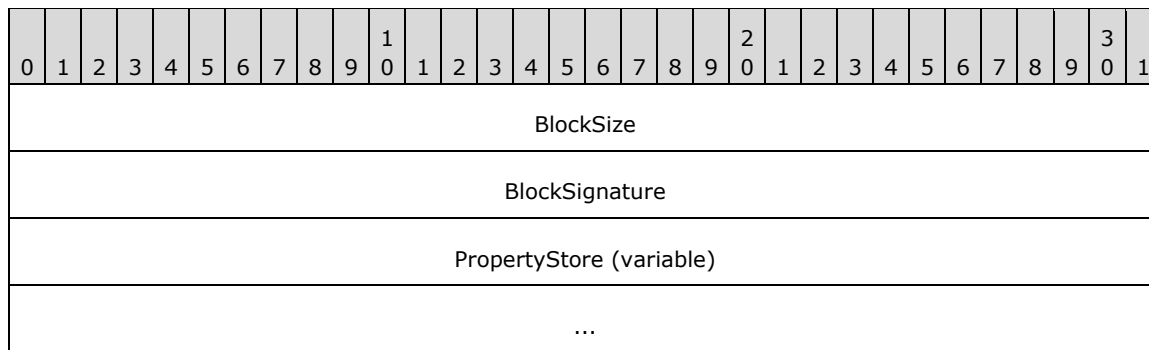 1 2 3
0 1 2 3 4 5 6 7 8 9 0 1 2 3 4 5 6 7 8 9 0 1 2 3 4 5 6 7 8 9 0 1
BlockSize
BlockSignature
PropertyStore (variable)
...